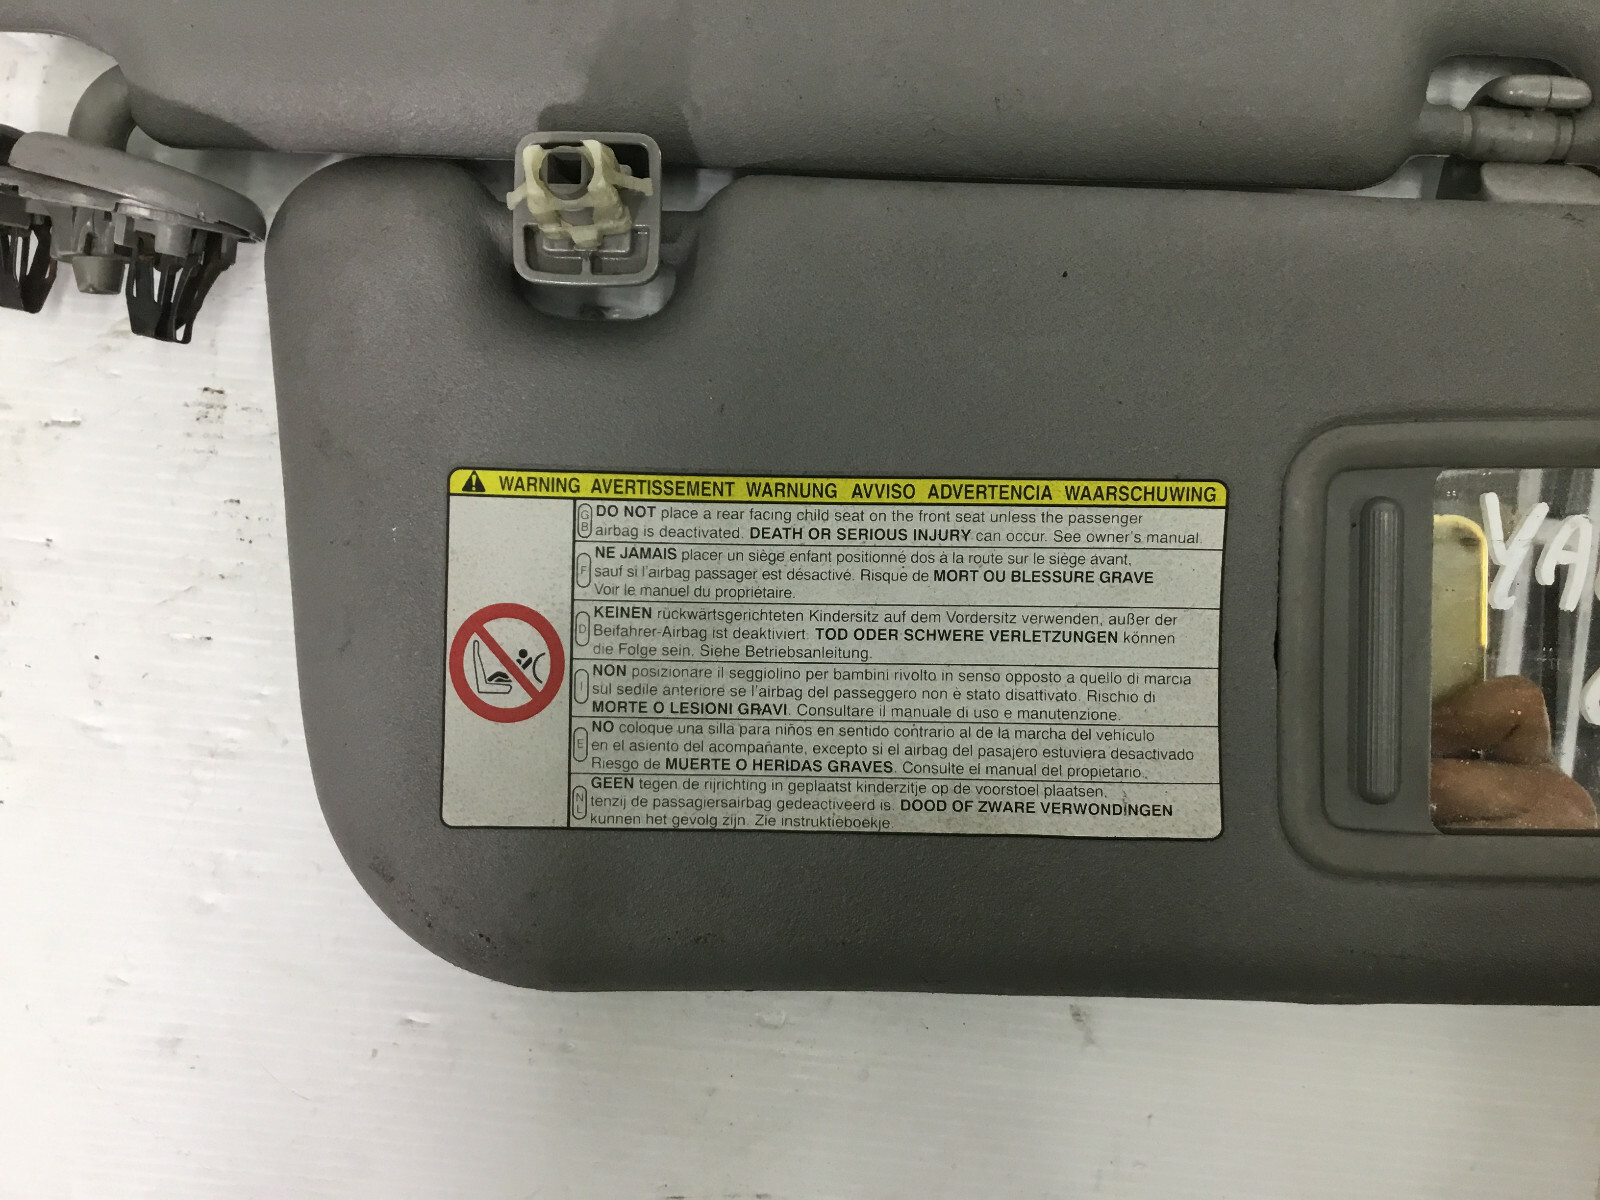 WARNING AVERTISSEMENT WARNUNG AVVISO ADVERTENCIA WAARSCHUWING
GB
DO NOT place a rear facing child seat on the front seat unless the passenger
airbag is deactivated. DEATH OR SERIOUS INJURY can occur. See owner's manual.
F
NE JAMAIS placer un siège enfant positionné dos à la route sur le siège avant,
sauf si l'airbag passager est désactivé. Risque de MORT OU BLESSURE GRAVE
Voir le manuel du propriétaire.
D
KEINEN rückwärtsgerichteten Kindersitz auf dem Vordersitz verwenden, außer der
Beifahrer-Airbag ist deaktiviert. TOD ODER SCHWERE VERLETZUNGEN können
die Folge sein. Siehe Betriebsanleitung.
I
NON posizionare il seggiolino per bambini rivolto in senso opposto a quello di marcia
sul sedile anteriore se l'airbag del passeggero non è stato disattivato. Rischio di
MORTE O LESIONI GRAVI. Consultare il manuale di uso e manutenzione.
E
NO coloque una silla para niños en sentido contrario al de la marcha del vehículo
en el asiento del acompañante, excepto si el airbag del pasajero estuviera desactivado
Riesgo de MUERTE O HERIDAS GRAVES. Consulte el manual del propietario.
NL
GEEN tegen de rijrichting in geplaatst kinderzitje op de voorstoel plaatsen,
tenzij de passagiersairbag gedeactiveerd is. DOOD OF ZWARE VERWONDINGEN
kunnen het gevolg zijn. Zie instruktieboekje.
YA